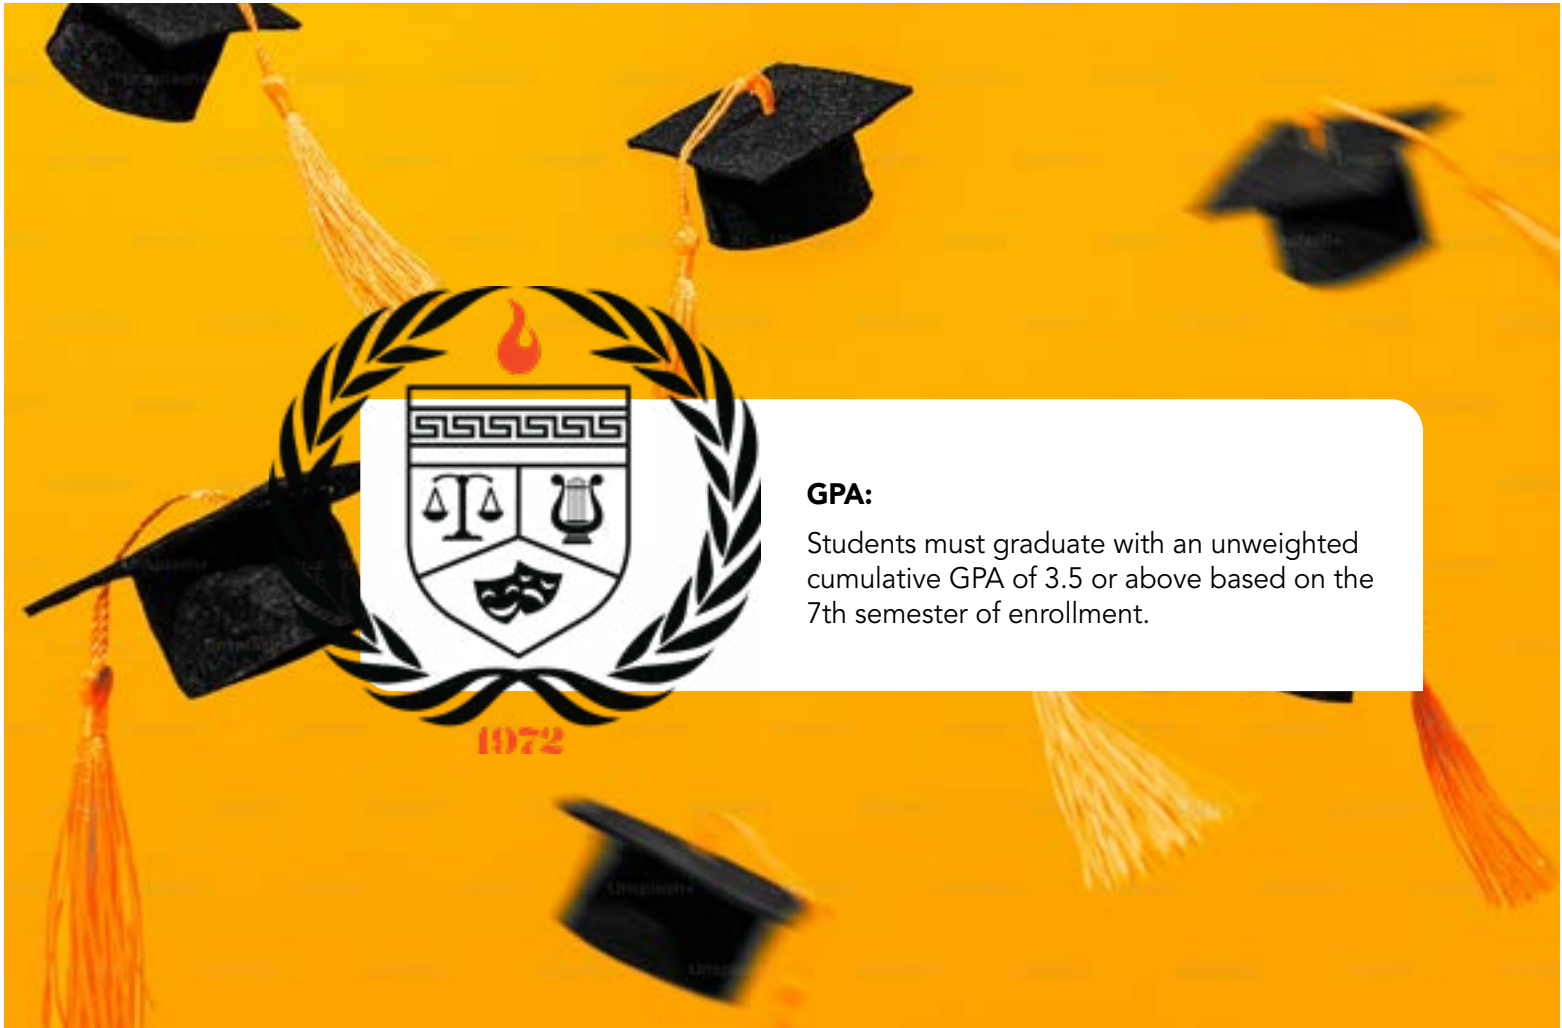 GPA:
Students must graduate with an unweighted
cumulative GPA of 3.5 or above based on the
7th semester of enrollment.
1972
Unsplash+